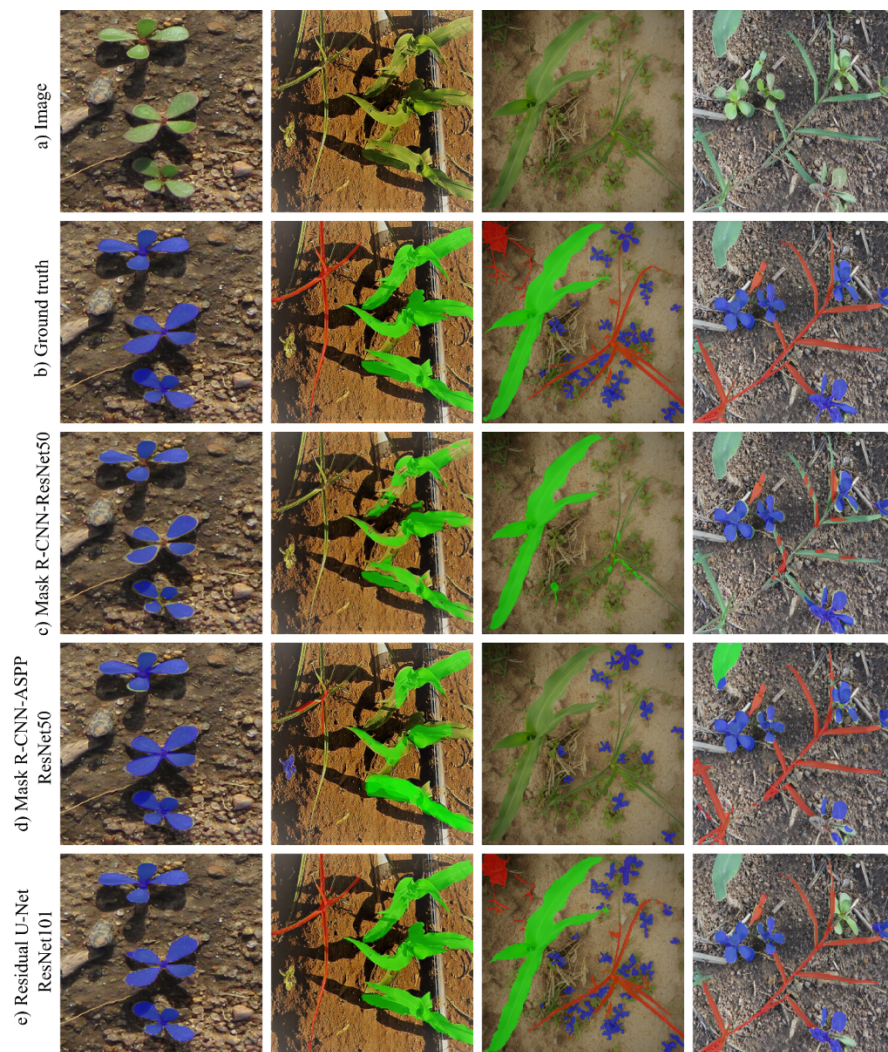 a) Image
b) Ground truth
c) Mask R-CNN-ResNet50
d) Mask R-CNN-ASPP
ResNet50
e) Residual U-Net
ResNet101